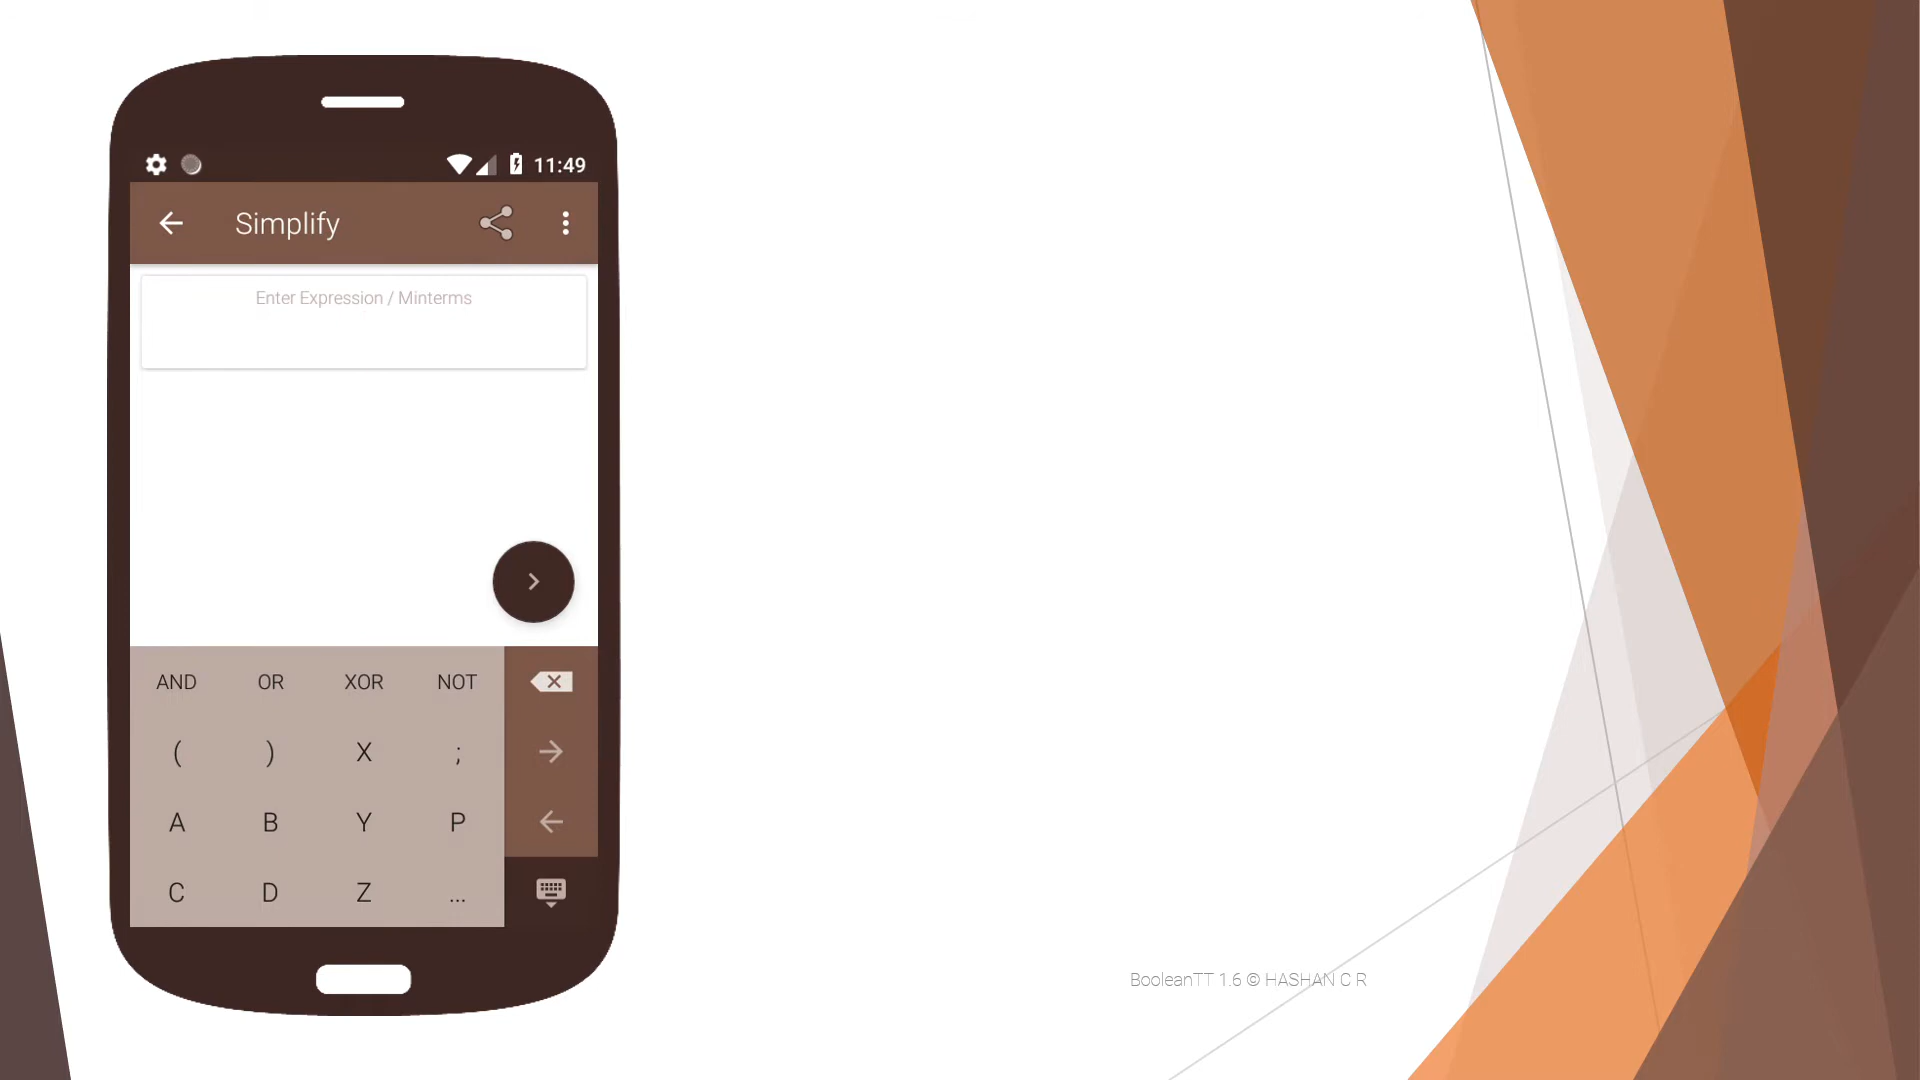 11:49
Simplify
Enter Expression / Minterms
AND OR XOR NOT
( ) X ;
A B Y P
C D Z ...
BooleanTT 1.6 © HASHAN C R